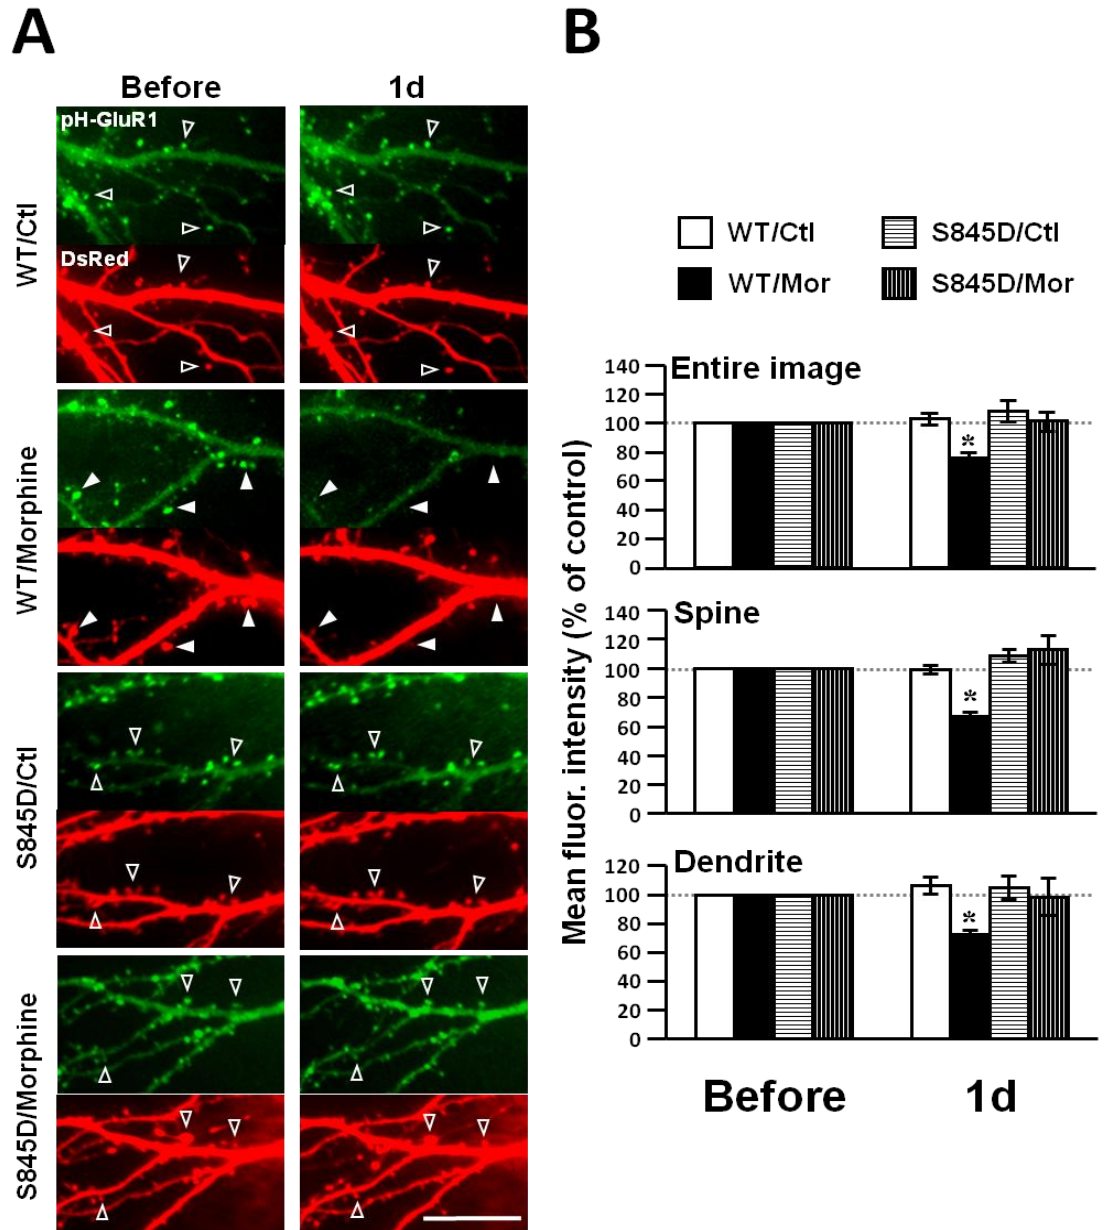 A
B
Before
1d
WT/Ctl
pH-GluR1
DsRed
WT/Morphine
S845D/Ctl
S845D/Morphine
WT/Ctl
S845D/Ctl
WT/Mor
S845D/Mor
Mean fluor. intensity (% of control)
Entire image
140
120
100
80
60
40
20
0
*
Spine
140
120
100
80
60
40
20
0
*
Dendrite
120
100
80
60
40
20
0
*
Before
1d